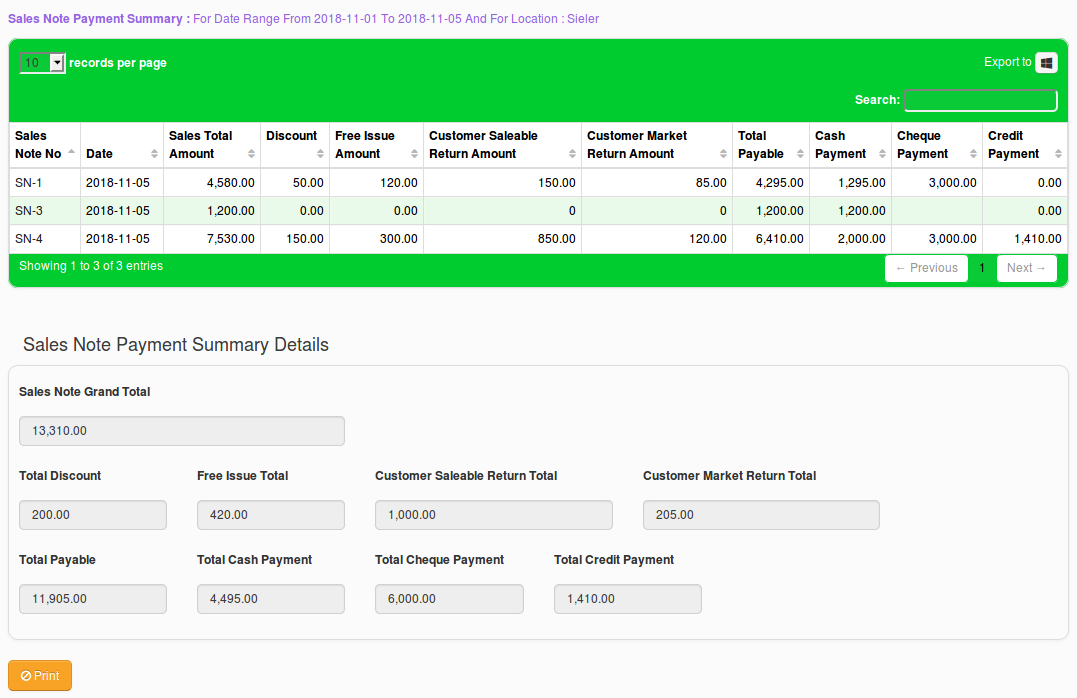 Sales Note Payment Summary : For Date Range From 2018-11-01 To 2018-11-05 And For Location : Sieler
10 records per page
Export to
Search:
Sales Note No Date Sales Total Amount Discount Free Issue Amount Customer Saleable Return Amount Customer Market Return Amount Total Payable Cash Payment Cheque Payment Credit Payment
SN-1 2018-11-05 4,580.00 50.00 120.00 150.00 85.00 4,295.00 1,295.00 3,000.00 0.00
SN-3 2018-11-05 1,200.00 0.00 0.00 0 0 1,200.00 1,200.00 0.00
SN-4 2018-11-05 7,530.00 150.00 300.00 850.00 120.00 6,410.00 2,000.00 3,000.00 1,410.00
Showing 1 to 3 of 3 entries ← Previous 1 Next →
Sales Note Payment Summary Details
Sales Note Grand Total
13,310.00
Total Discount Free Issue Total Customer Saleable Return Total Customer Market Return Total
200.00 420.00 1,000.00 205.00
Total Payable Total Cash Payment Total Cheque Payment Total Credit Payment
11,905.00 4,495.00 6,000.00 1,410.00
Print